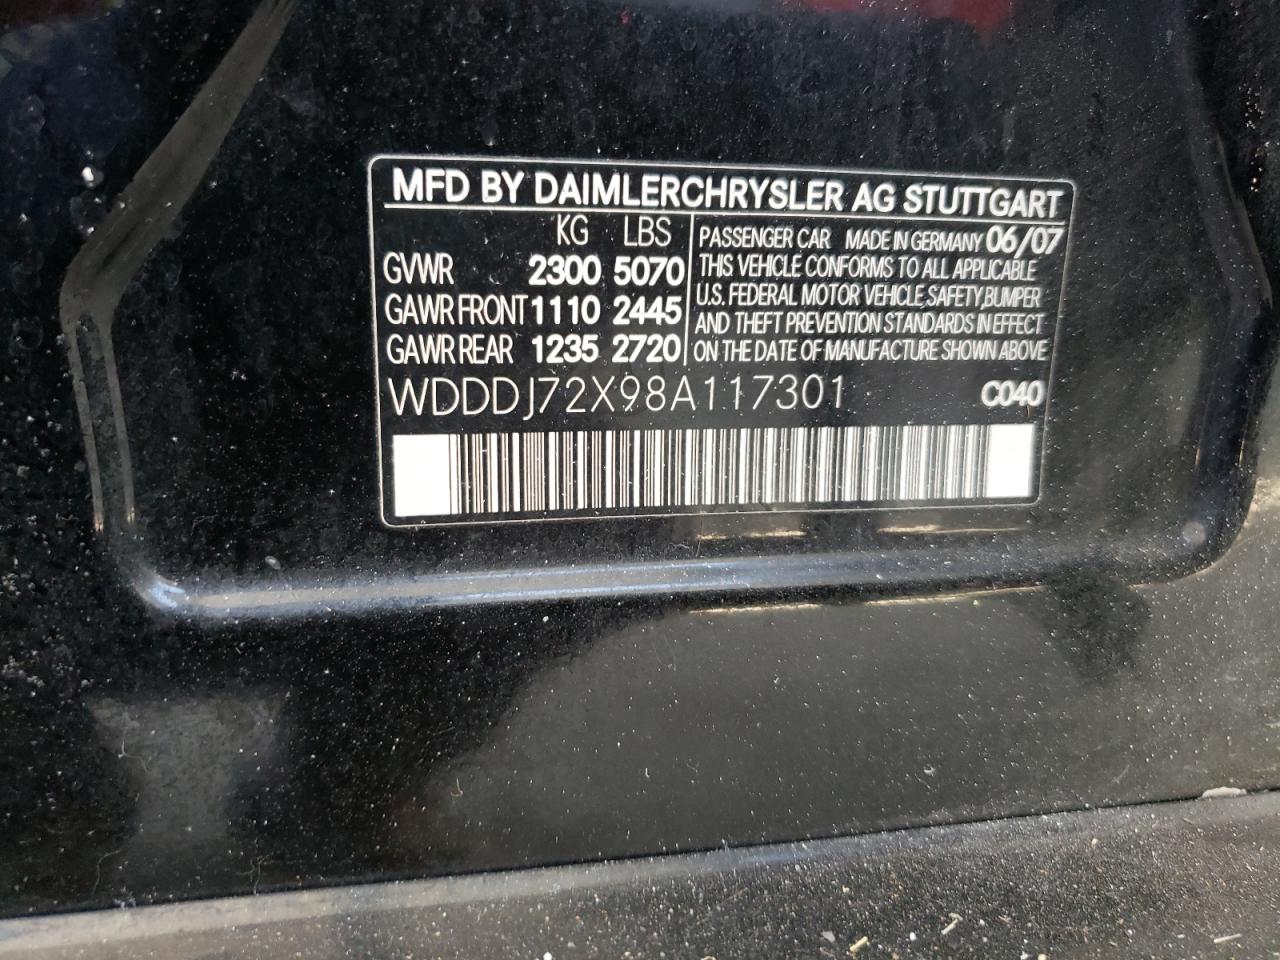 MFD BY DAIMLERCHRYSLER AG STUTTGART
KG LBS
GVWR 2300 5070
GAWR FRONT 1110 2445
GAWR REAR 1235 2720
PASSENGER CAR MADE IN GERMANY 06/07
THIS VEHICLE CONFORMS TO ALL APPLICABLE
U.S. FEDERAL MOTOR VEHICLE,SAFETY,BUMPER
AND THEFT PREVENTION STANDARDS IN EFFECT
ON THE DATE OF MANUFACTURE SHOWN ABOVE
WDDDJ72X98A117301 C040